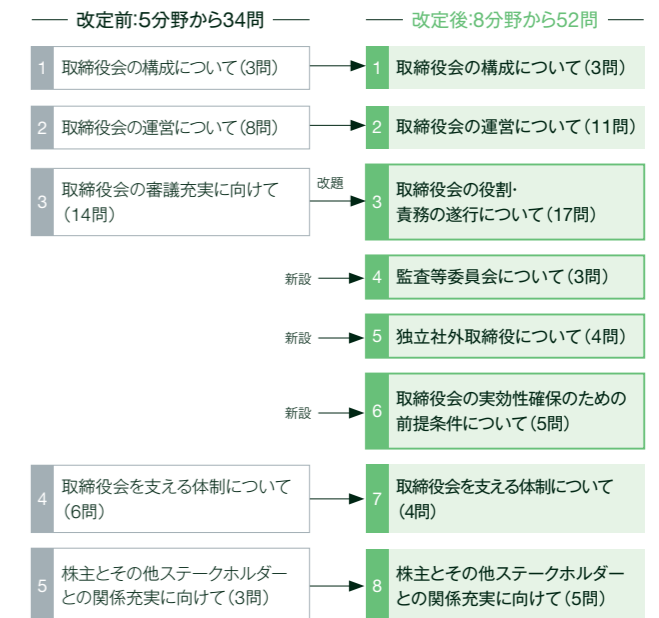 改定前:5分野から34問
改定後:8分野から52問
1 取締役会の構成について(3問)
1 取締役会の構成について(3問)
2 取締役会の運営について(8問)
2 取締役会の運営について(11問)
3 取締役会の審議充実に向けて
(14問)
改題
3 取締役会の役割・
責務の遂行について(17問)
新設
4 監査等委員会について(3問)
新設
5 独立社外取締役について(4問)
新設
6 取締役会の実効性確保のための
前提条件について(5問)
4 取締役会を支える体制について
(6問)
7 取締役会を支える体制について
(4問)
5 株主とその他ステークホルダー
との関係充実に向けて(3問)
8 株主とその他ステークホルダー
との関係充実に向けて(5問)